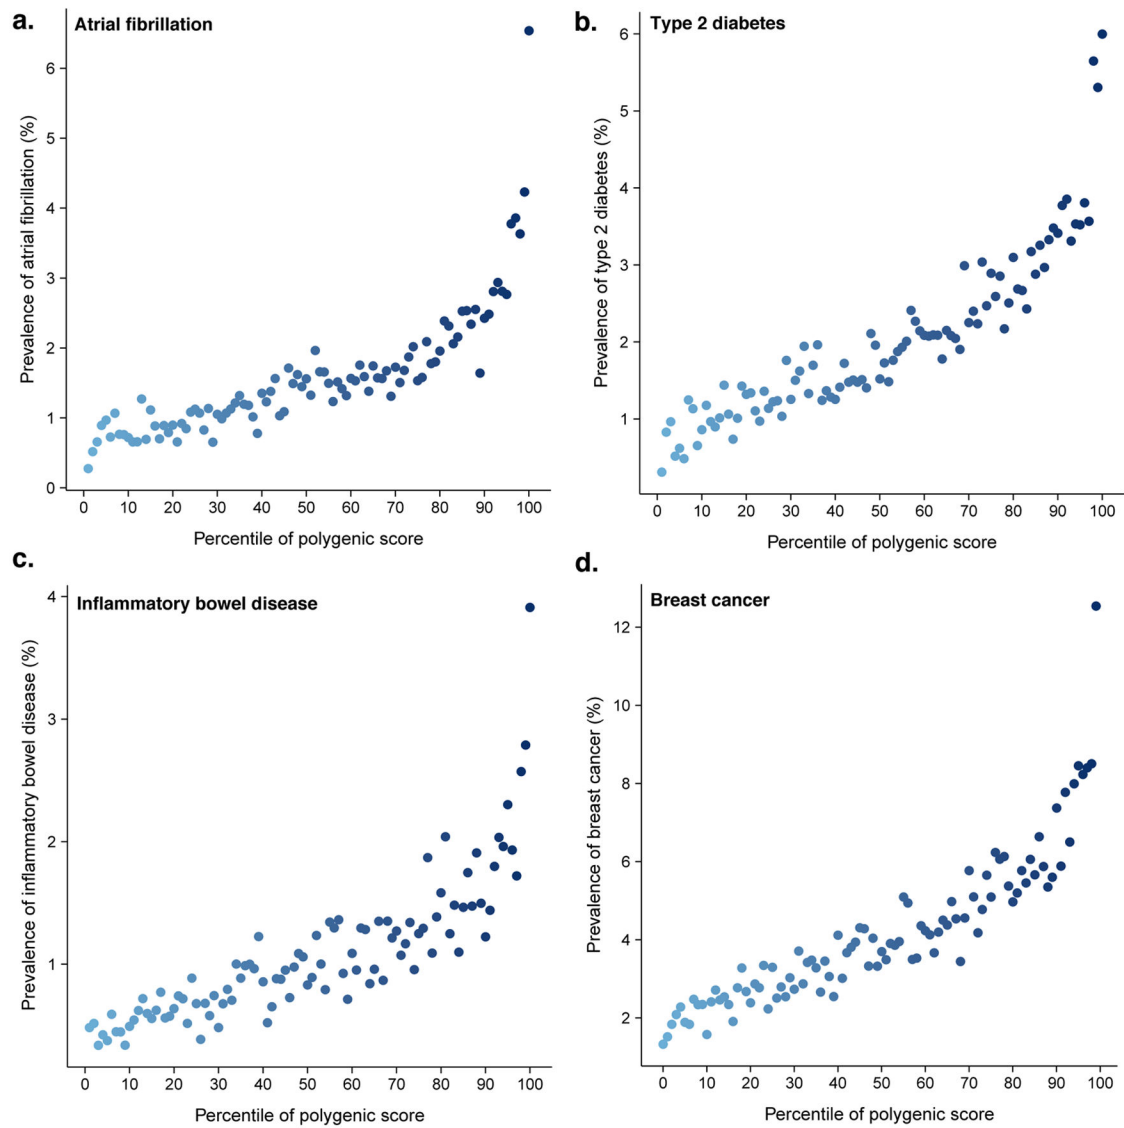 a.
Atrial fibrillation
Prevalence of atrial fibrillation (%)
6
5
4
3
2
1
0
0 10 20 30 40 50 60 70 80 90 100
Percentile of polygenic score
b.
Type 2 diabetes
Prevalence of type 2 diabetes (%)
6
5
4
3
2
1
0 10 20 30 40 50 60 70 80 90 100
Percentile of polygenic score
c.
Inflammatory bowel disease
Prevalence of inflammatory bowel disease (%)
4
3
2
1
0 10 20 30 40 50 60 70 80 90 100
Percentile of polygenic score
d.
Breast cancer
Prevalence of breast cancer (%)
12
10
8
6
4
2
0 10 20 30 40 50 60 70 80 90 100
Percentile of polygenic score